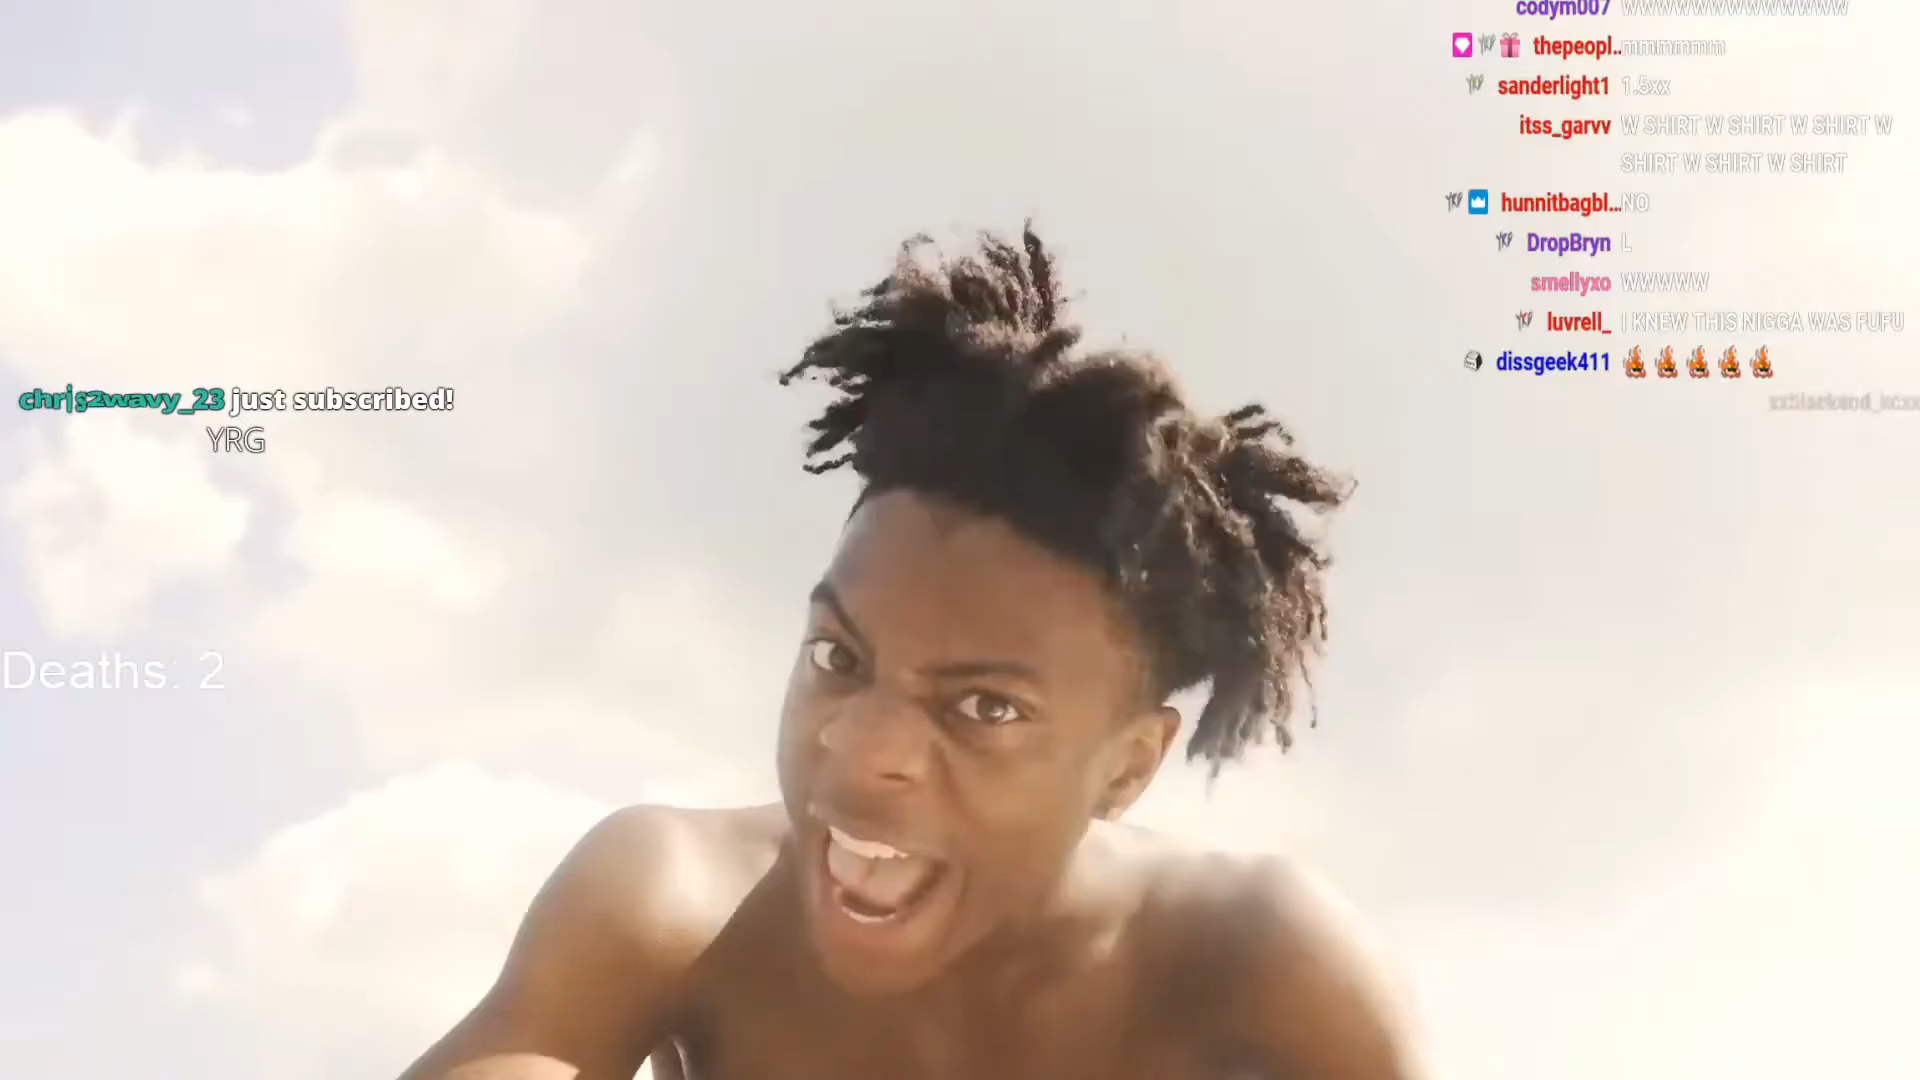 codym007 WWWWWWWWWWWWW
thepeopl.. mmmmmm
sanderlight1 1.5xx
itss_garvv W SHIRT W SHIRT W SHIRT W
SHIRT W SHIRT W SHIRT
hunnitbagbl... NO
DropBryn L
smellyxo WWWWW
luvrell_ I KNEW THIS NIGGA WAS FUFU
dissgeek411
chris2wavy_23 just subscribed!
YRG
Deaths: 2